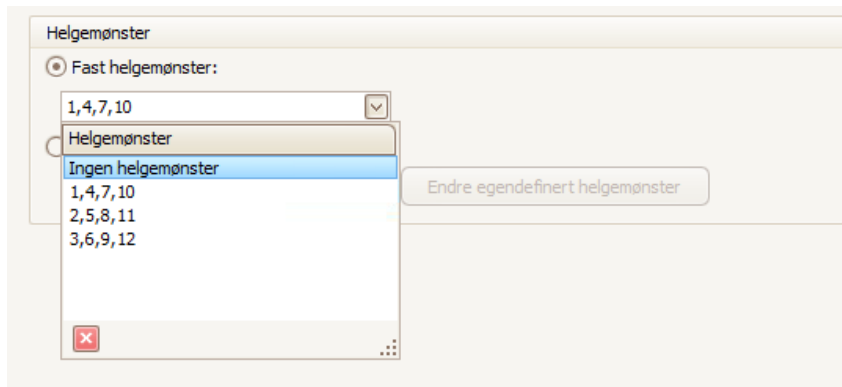 Helgemønster
Fast helgemønster:
1,4,7,10
Helgemønster
Ingen helgemønster
1,4,7,10
2,5,8,11
3,6,9,12
Endre egendefinert helgemønster